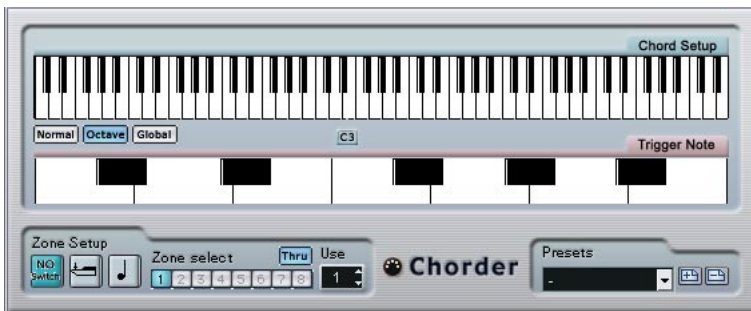 Chord Setup
Normal Octave Global
C3
Trigger Note
Zone Setup
NO
Switch
Zone select
Thru
Use
1 2 3 4 5 6 7 8
1
Chorder
Presets
-